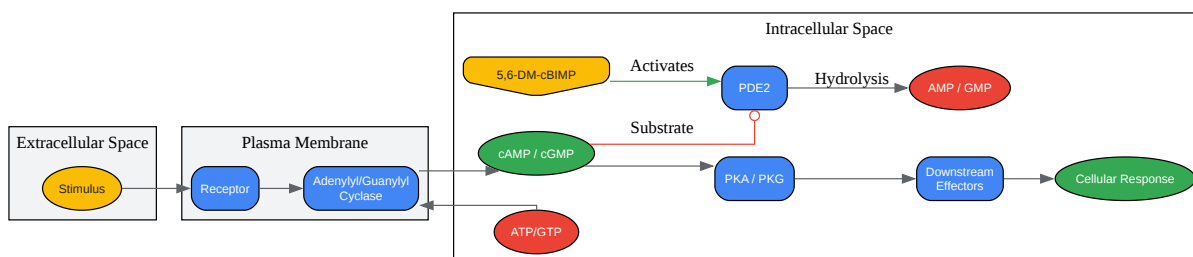 Intracellular Space
5,6-DM-cBIMP
Activates
PDE2
Hydrolysis
AMP / GMP
Extracellular Space
Plasma Membrane
Substrate
cAMP / cGMP
Stimulus
Receptor
Adenylyl/Guanylyl
Cyclase
PKA / PKG
Downstream
Effectors
Cellular Response
ATP/GTP